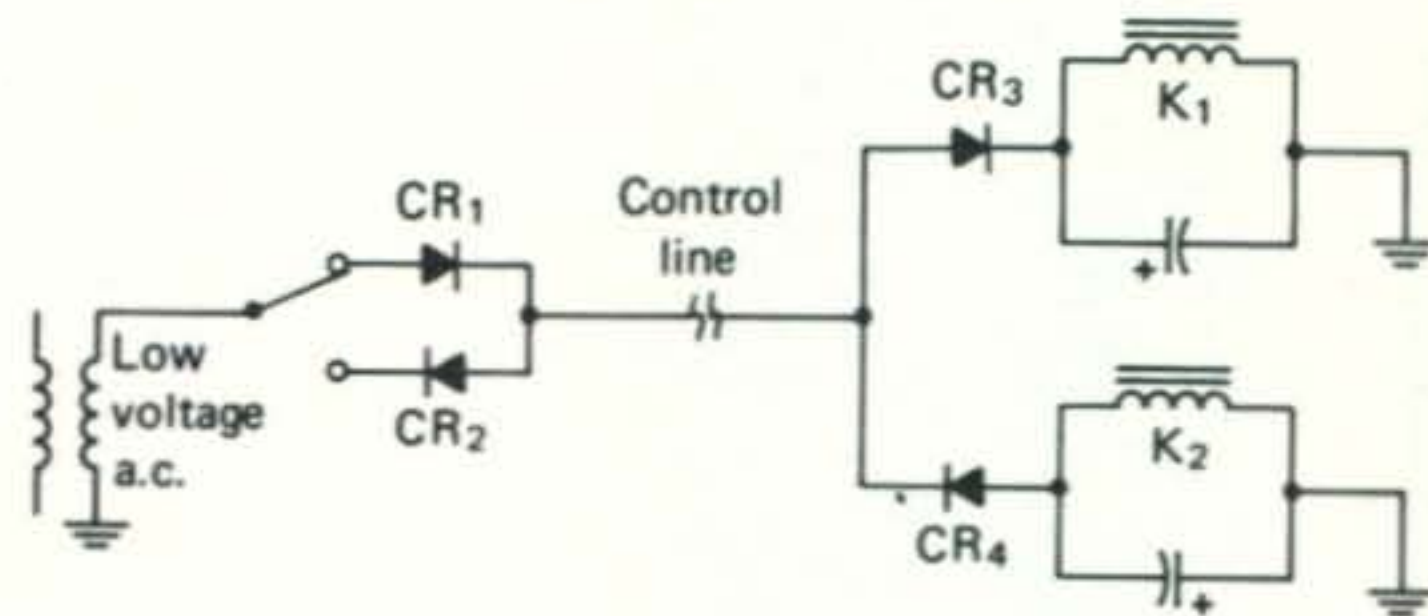 CR₁
CR₂
Low
voltage
a.c.
Control
line
CR₃
K₁
+
CR₄
K₂
+